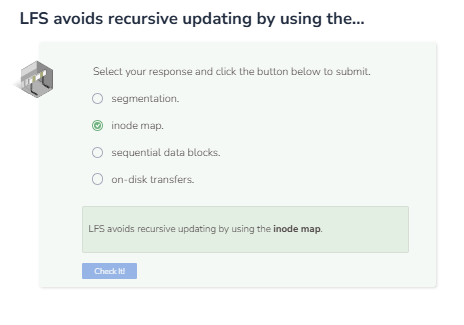 LFS avoids recursive updating by using the...
Select your response and click the button below to submit.
segmentation.
inode map.
sequential data blocks.
on-disk transfers.
LFS avoids recursive updating by using the inode map.
Check It!